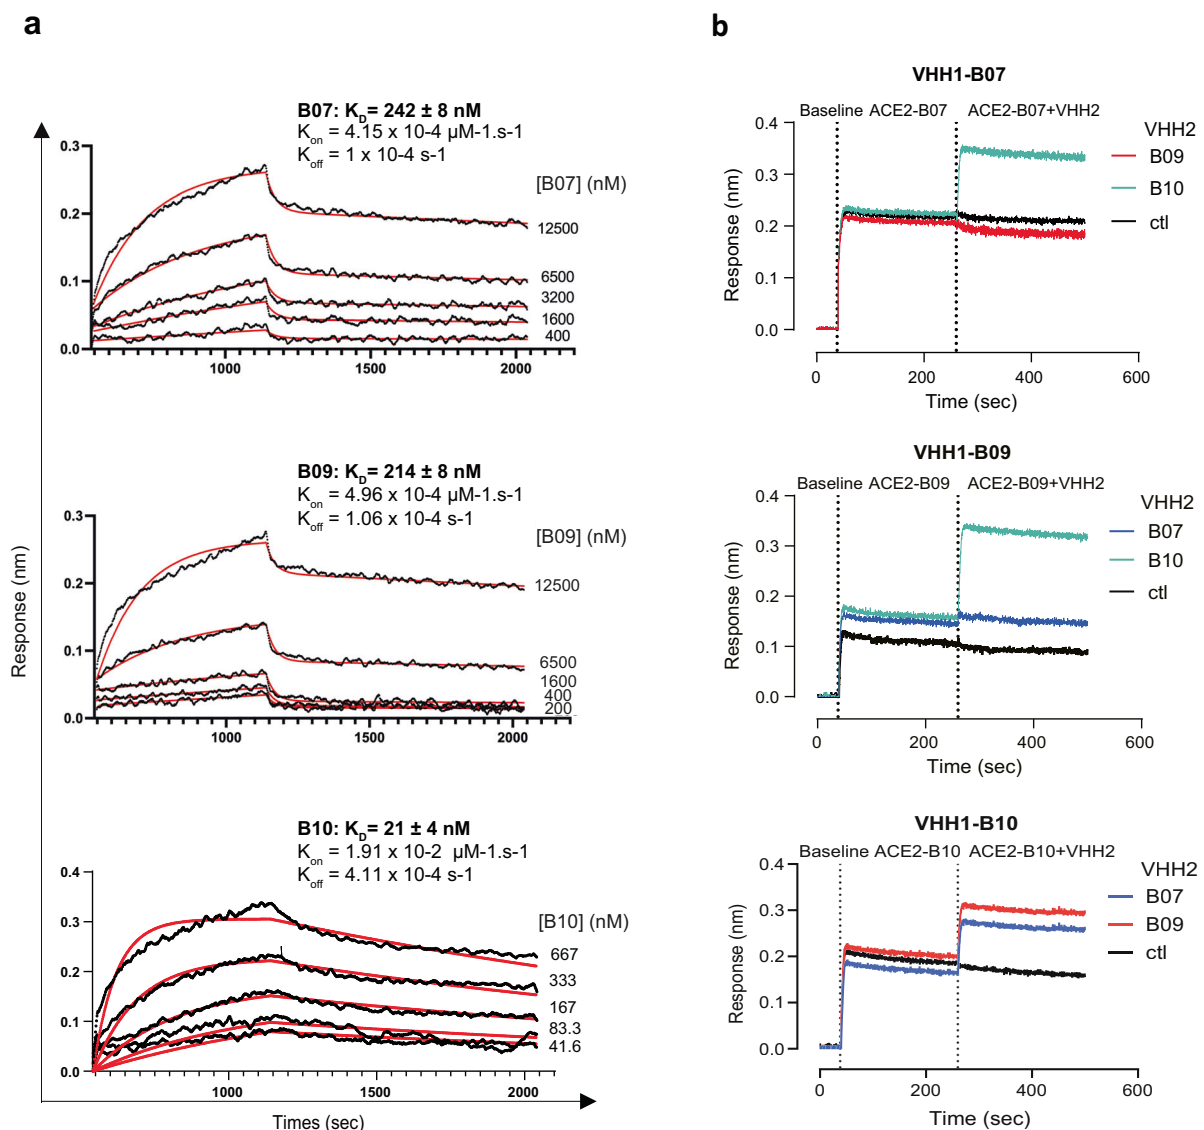 a
B07: KD= 242 ± 8 nM
Kon = 4.15 x 10-4 µM-1.s-1
Koff = 1 x 10-4 s-1
[B07] (nM)
0.3
0.2
0.1
0.0
12500
6500
3200
1600
400
1000
1500
2000
B09: KD= 214 ± 8 nM
Kon = 4.96 x 10-4 µM-1.s-1
Koff = 1.06 x 10-4 s-1
[B09] (nM)
0.3
0.2
0.1
0.0
12500
6500
1600
400
200
1000
1500
2000
Response (nm)
B10: KD= 21 ± 4 nM
Kon = 1.91 x 10-2 µM-1.s-1
Koff = 4.11 x 10-4 s-1
[B10] (nM)
0.4
0.3
0.2
0.1
0.0
667
333
167
83.3
41.6
1000
1500
2000
Times (sec)
b
VHH1-B07
Baseline ACE2-B07 ACE2-B07+VHH2
VHH2
B09
B10
ctl
0.4
0.3
0.2
0.1
0.0
Response (nm)
0
200
400
600
Time (sec)
VHH1-B09
Baseline ACE2-B09 ACE2-B09+VHH2
VHH2
B07
B10
ctl
0.4
0.3
0.2
0.1
0.0
Response (nm)
0
200
400
600
Time (sec)
VHH1-B10
Baseline ACE2-B10 ACE2-B10+VHH2
VHH2
B07
B09
ctl
0.4
0.3
0.2
0.1
0.0
Response (nm)
0
200
400
600
Time (sec)